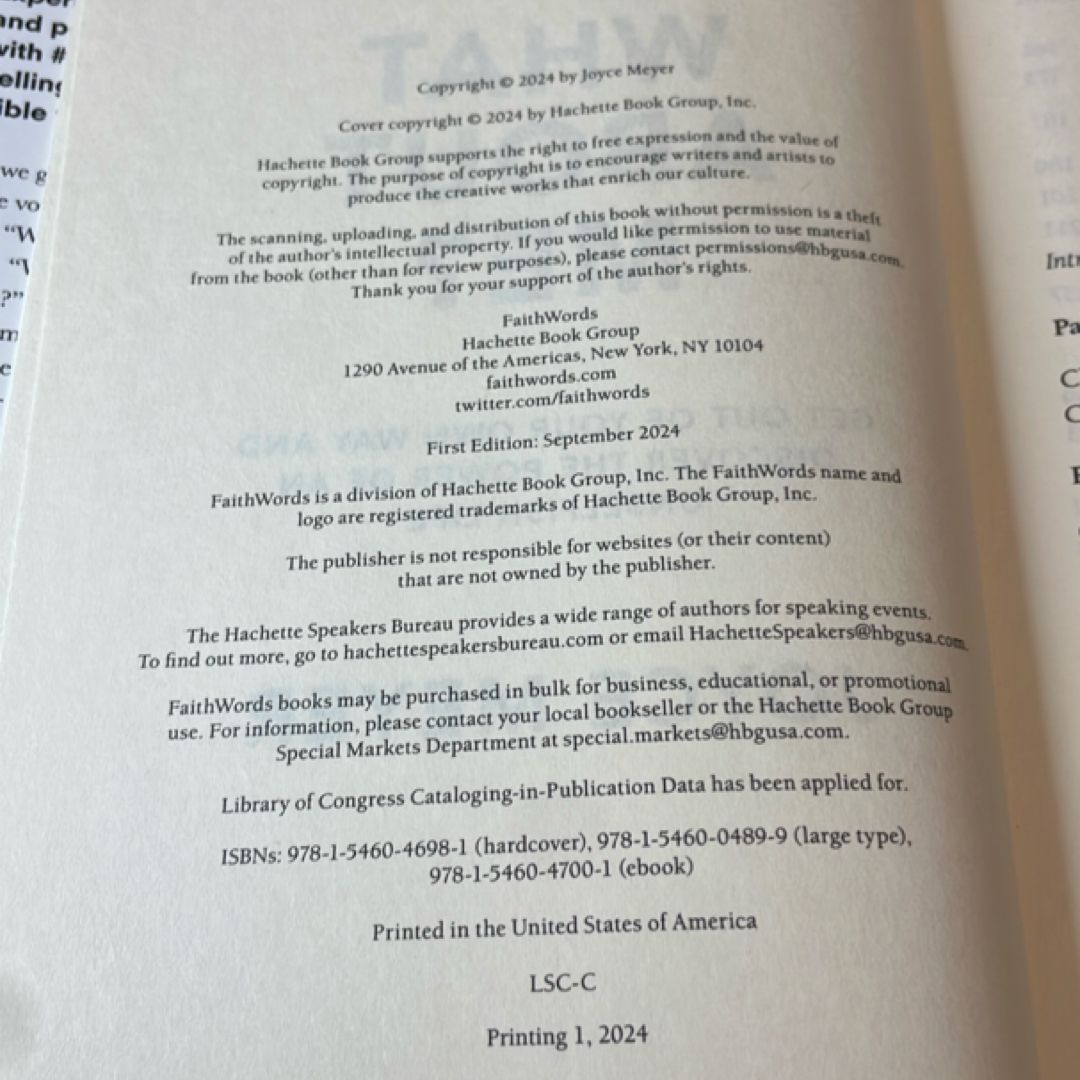 and p
with #
elling
ible
we g
e vo
"W
?"
m
e
Copyright © 2024 by Joyce Meyer
Cover copyright © 2024 by Hachette Book Group, Inc.
Hachette Book Group supports the right to free expression and the value of
copyright. The purpose of copyright is to encourage writers and artists to
produce the creative works that enrich our culture.
The scanning, uploading, and distribution of this book without permission is a theft
of the author's intellectual property. If you would like permission to use material
from the book (other than for review purposes), please contact permissions@hbgusa.com.
Thank you for your support of the author's rights.
FaithWords
Hachette Book Group
1290 Avenue of the Americas, New York, NY 10104
faithwords.com
twitter.com/faithwords
First Edition: September 2024
FaithWords is a division of Hachette Book Group, Inc. The FaithWords name and
logo are registered trademarks of Hachette Book Group, Inc.
The publisher is not responsible for websites (or their content)
that are not owned by the publisher.
The Hachette Speakers Bureau provides a wide range of authors for speaking events.
To find out more, go to hachettespeakersbureau.com or email HachetteSpeakers@hbgusa.com.
FaithWords books may be purchased in bulk for business, educational, or promotional
use. For information, please contact your local bookseller or the Hachette Book Group
Special Markets Department at special.markets@hbgusa.com.
Library of Congress Cataloging-in-Publication Data has been applied for.
ISBNs: 978-1-5460-4698-1 (hardcover), 978-1-5460-0489-9 (large type),
978-1-5460-4700-1 (ebook)
Printed in the United States of America
LSC-C
Printing 1, 2024
Intr
Pa